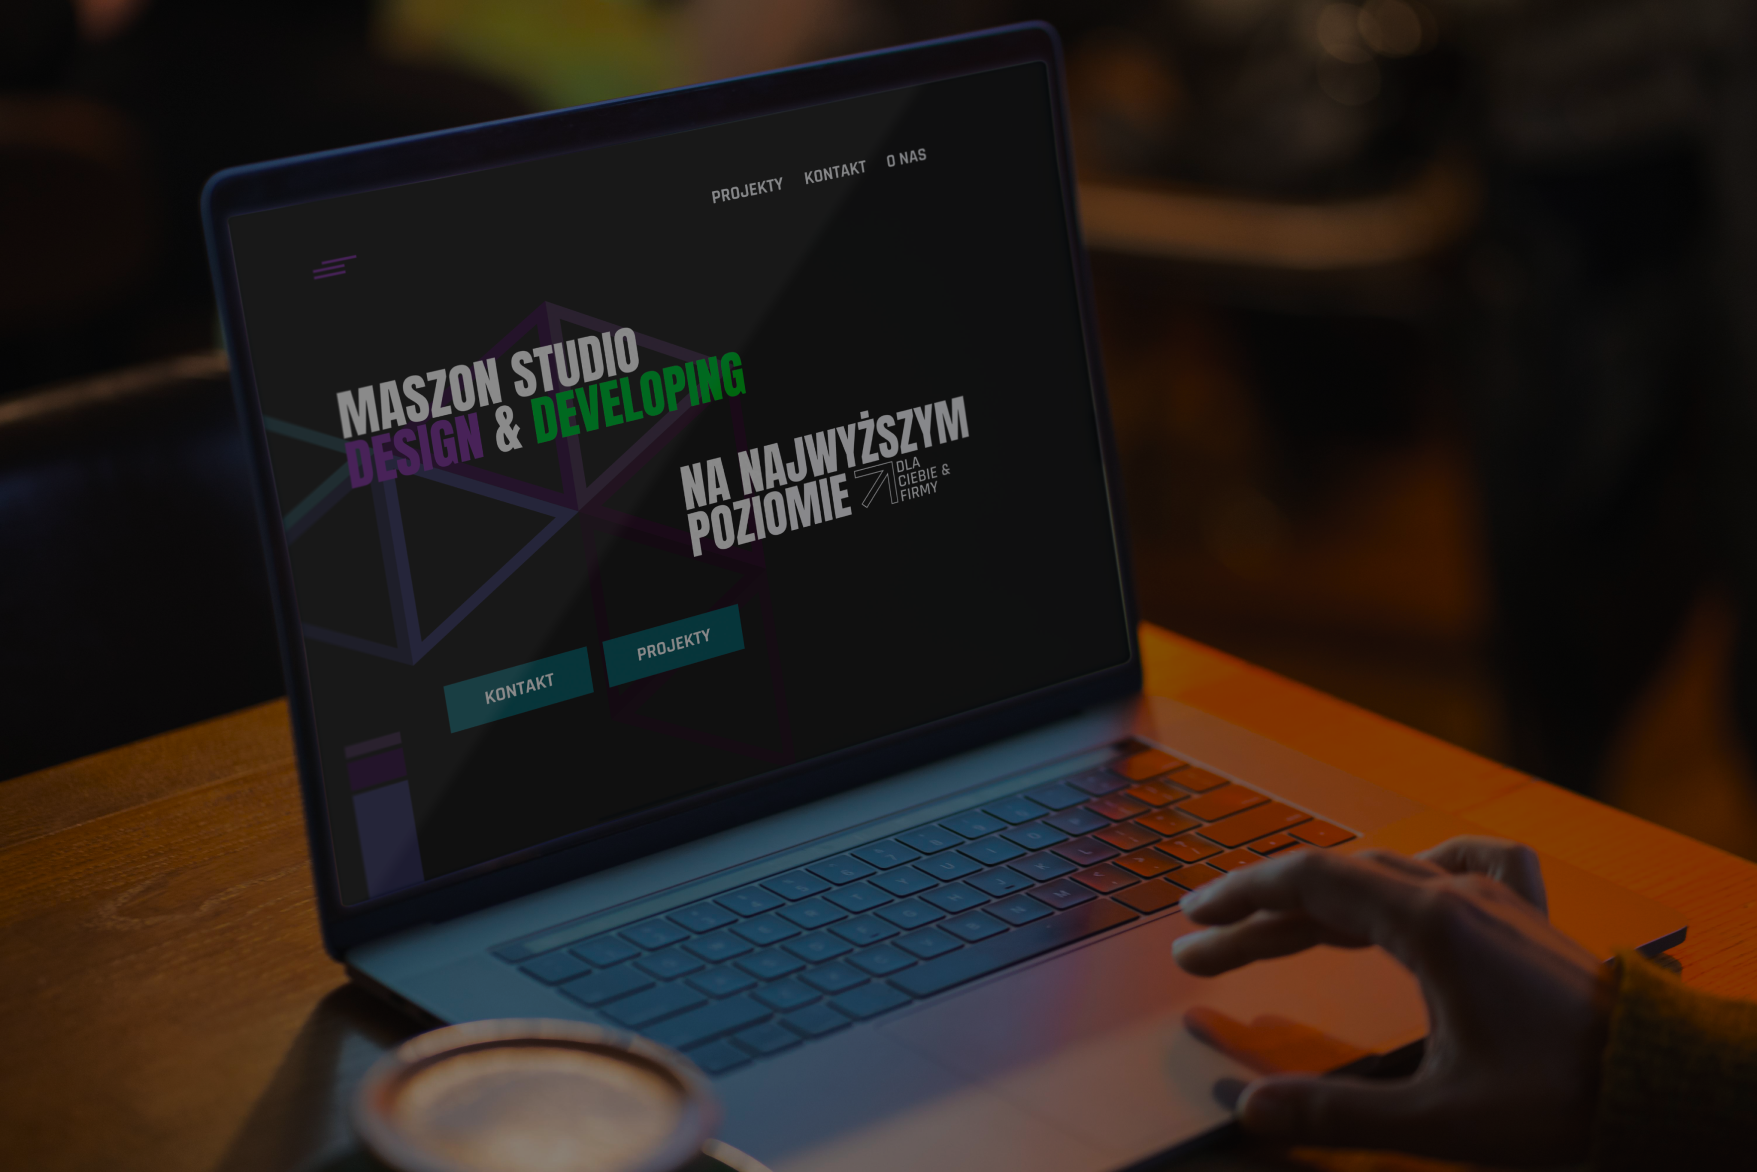 PROJEKTY KONTAKT O NAS
MASZON STUDIO
DESIGN & DEVELOPING
NA NAJWYŻSZYM
POZIOMIE
DLA
CIEBIE &
FIRMY
KONTAKT
PROJEKTY